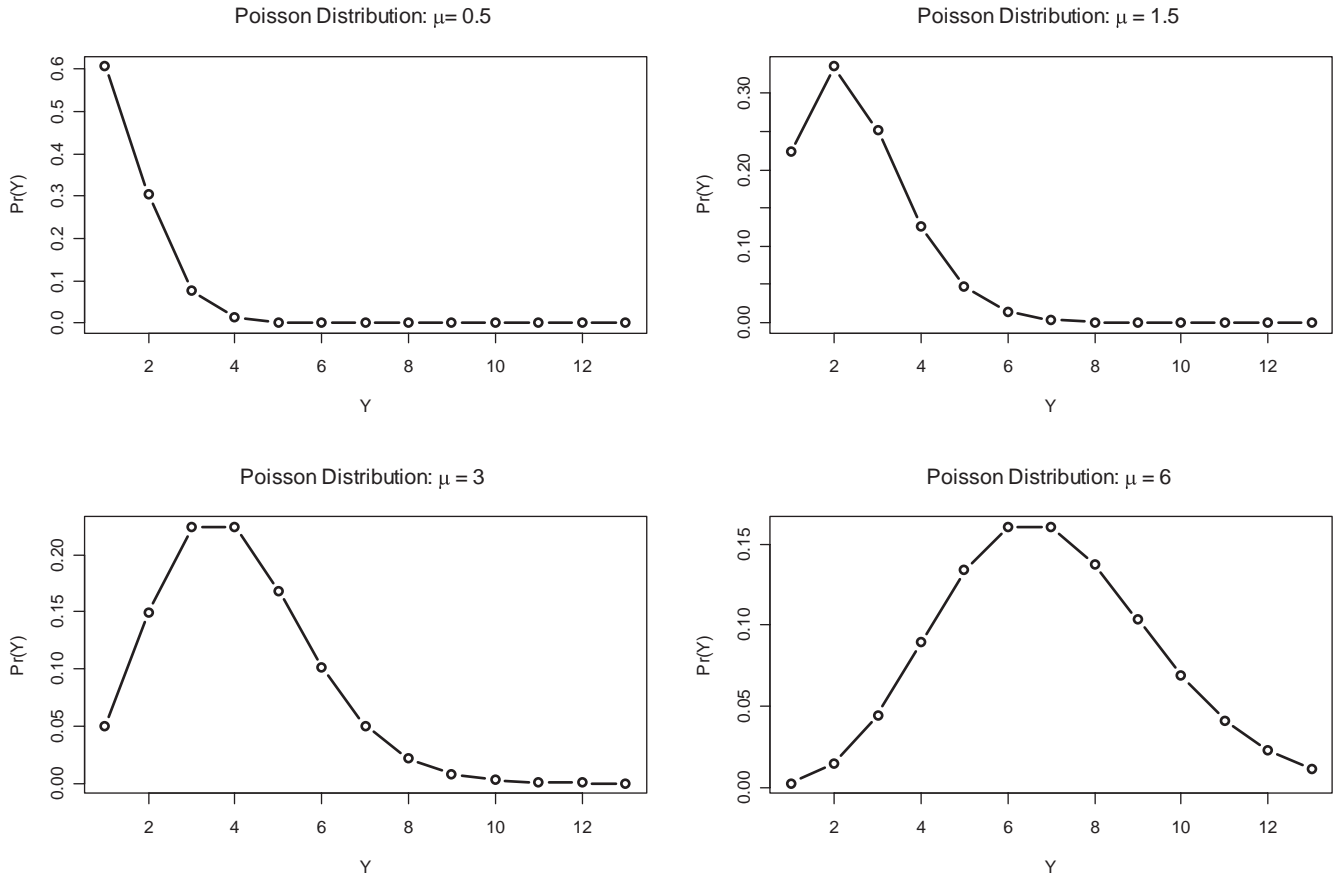 Poisson Distribution: μ= 0.5
Pr(Y)
0.6
0.5
0.4
0.3
0.2
0.1
0.0
2 4 6 8 10 12
Y
Poisson Distribution: μ = 1.5
Pr(Y)
0.30
0.20
0.10
0.00
2 4 6 8 10 12
Y
Poisson Distribution: μ = 3
Pr(Y)
0.20
0.15
0.10
0.05
0.00
2 4 6 8 10 12
Y
Poisson Distribution: μ = 6
Pr(Y)
0.15
0.10
0.05
0.00
2 4 6 8 10 12
Y